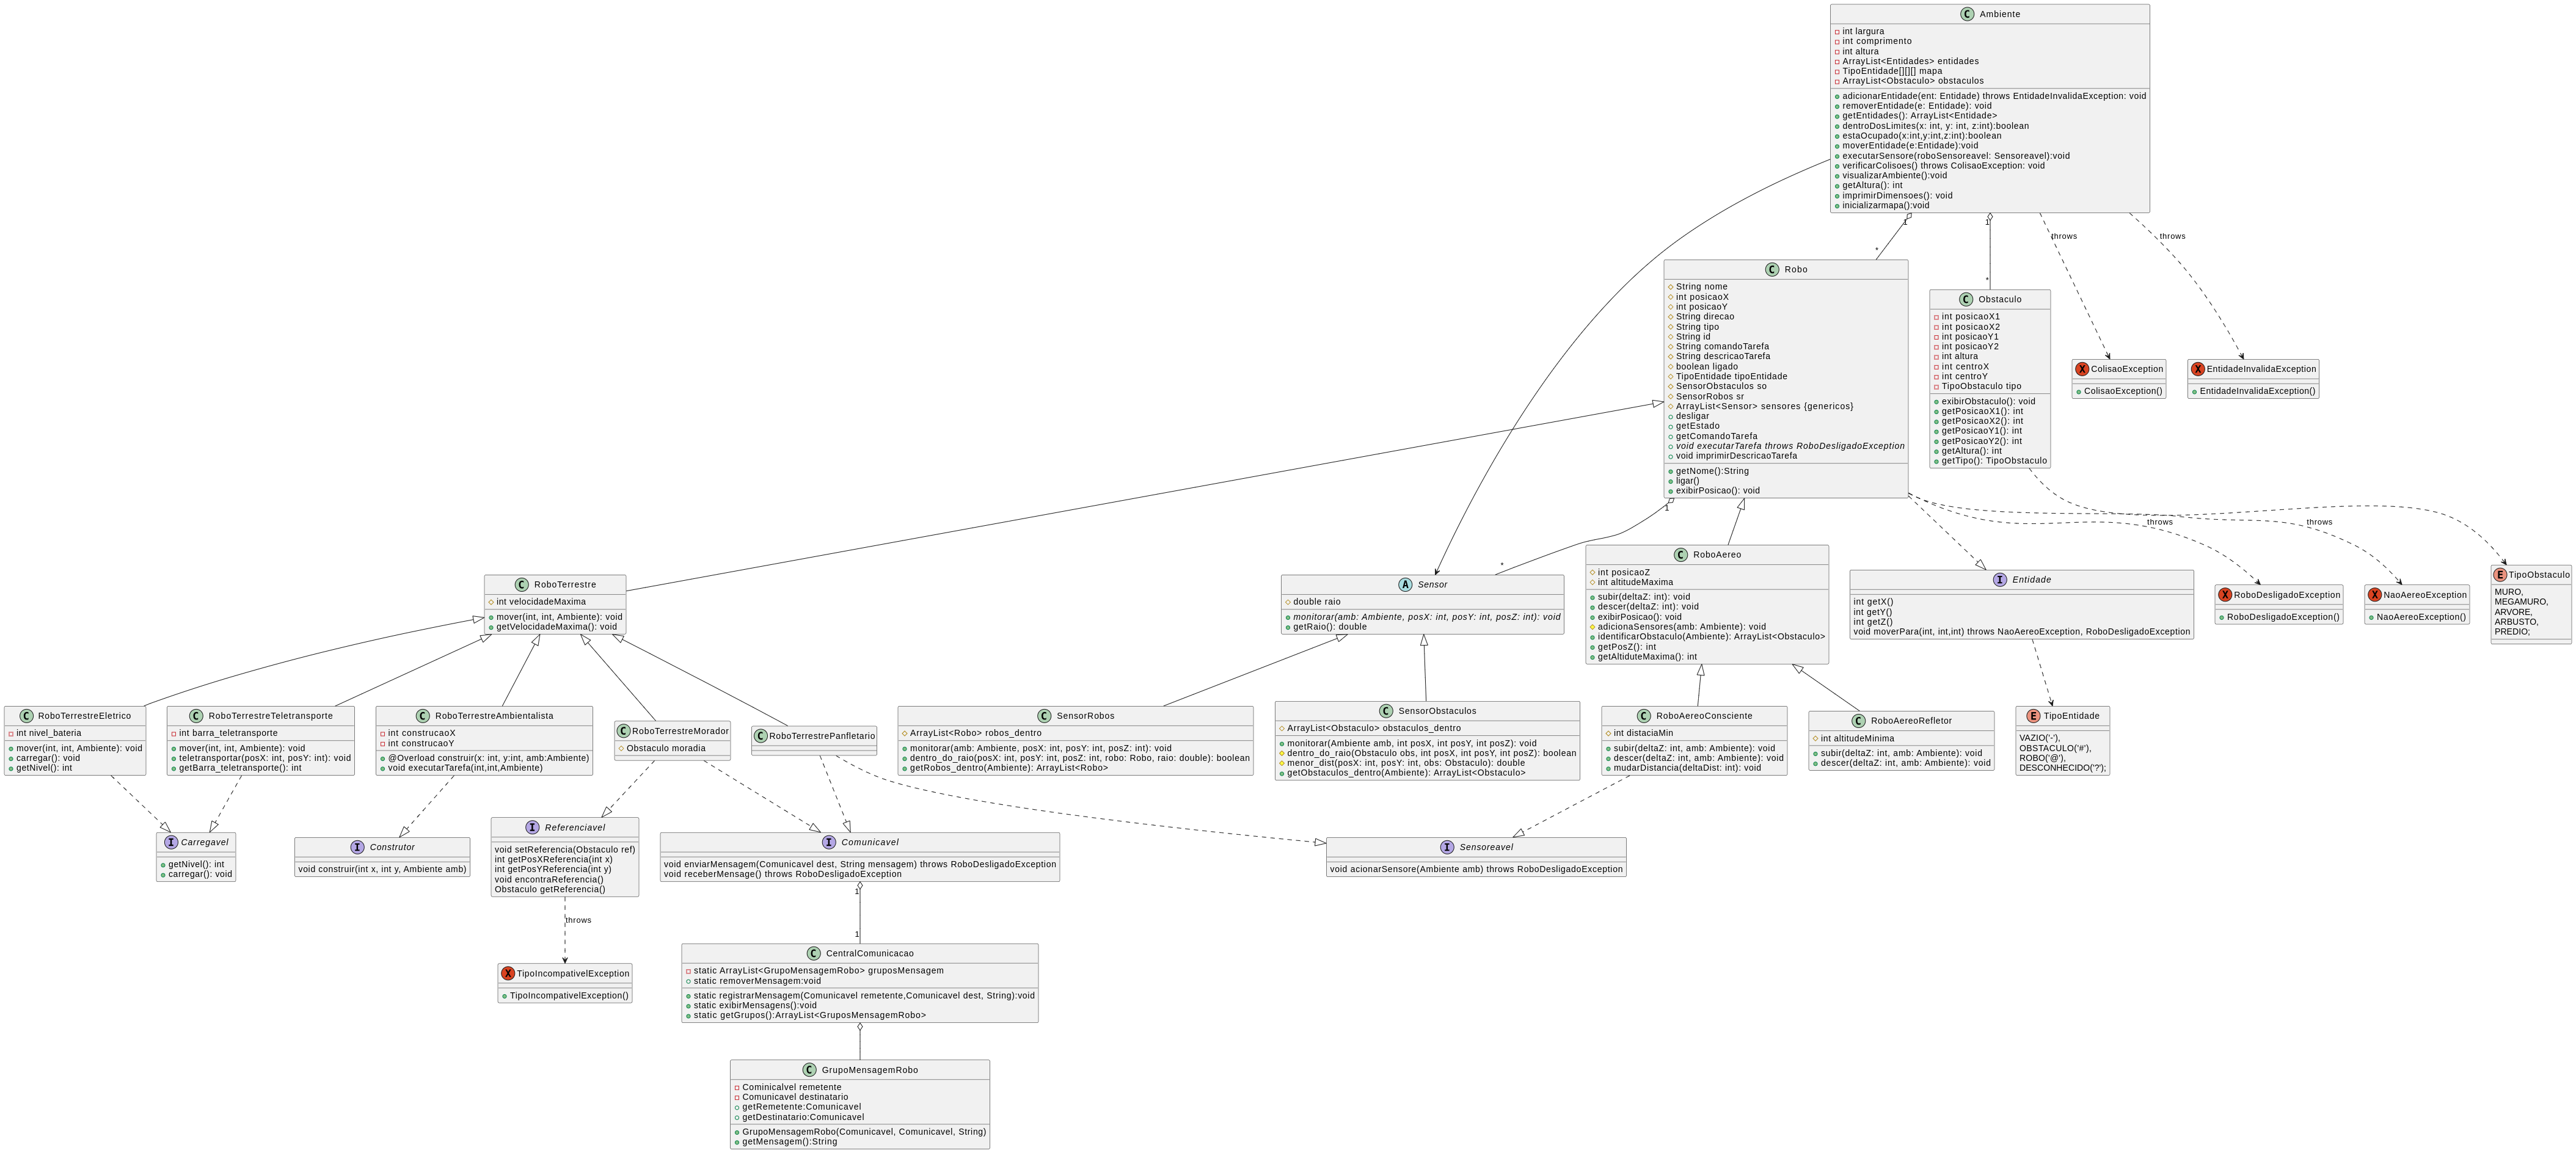 C Ambiente
int largura
int comprimento
int altura
ArrayList<Entidades> entidades
TipoEntidade[][][] mapa
ArrayList<Obstaculo> obstaculos
adicionarEntidade(ent: Entidade) throws EntidadeInvalidaException: void
removerEntidade(e: Entidade): void
getEntidades(): ArrayList<Entidade>
dentroDosLimites(x: int, y: int, z:int):boolean
estaOcupado(x:int,y:int,z:int):boolean
moverEntidade(e:Entidade):void
executarSensore(roboSensoreavel: Sensoreavel):void
verificarColisoes() throws ColisaoException: void
visualizarAmbiente():void
getAltura(): int
imprimirDimensoes(): void
inicializarmapa():void
1
1
throws
throws
*
*
C Robo
String nome
int posicaoX
int posicaoY
String direcao
String tipo
String id
String comandoTarefa
String descricaoTarefa
boolean ligado
TipoEntidade tipoEntidade
SensorObstaculos so
SensorRobos sr
ArrayList<Sensor> sensores {genericos}
desligar
getEstado
getComandoTarefa
void executarTarefa throws RoboDesligadoException
void imprimirDescricaoTarefa
getNome():String
ligar()
exibirPosicao(): void
C Obstaculo
int posicaoX1
int posicaoX2
int posicaoY1
int posicaoY2
int altura
int centroX
int centroY
TipoObstaculo tipo
exibirObstaculo(): void
getPosicaoX1(): int
getPosicaoX2(): int
getPosicaoY1(): int
getPosicaoY2(): int
getAltura(): int
getTipo(): TipoObstaculo
X ColisaoException
ColisaoException()
X EntidadeInvalidaException
EntidadeInvalidaException()
1
throws
throws
*
C RoboTerrestre
int velocidadeMaxima
mover(int, int, Ambiente): void
getVelocidadeMaxima(): void
A Sensor
double raio
monitorar(amb: Ambiente, posX: int, posY: int, posZ: int): void
getRaio(): double
C RoboAereo
int posicaoZ
int altitudeMaxima
subir(deltaZ: int): void
descer(deltaZ: int): void
exibirPosicao(): void
adicionaSensores(amb: Ambiente): void
identificarObstaculo(Ambiente): ArrayList<Obstaculo>
getPosZ(): int
getAltiduteMaxima(): int
I Entidade
int getX()
int getY()
int getZ()
void moverPara(int, int,int) throws NaoAereoException, RoboDesligadoException
X RoboDesligadoException
RoboDesligadoException()
X NaoAereoException
NaoAereoException()
E TipoObstaculo
MURO,
MEGAMURO,
ARVORE,
ARBUSTO,
PREDIO;
C RoboTerrestreEletrico
int nivel_bateria
mover(int, int, Ambiente): void
carregar(): void
getNivel(): int
C RoboTerrestreTeletransporte
int barra_teletransporte
mover(int, int, Ambiente): void
teletransportar(posX: int, posY: int): void
getBarra_teletransporte(): int
C RoboTerrestreAmbientalista
int construcaoX
int construcaoY
@Overload construir(x: int, y:int, amb:Ambiente)
void executarTarefa(int,int,Ambiente)
C RoboTerrestreMorador
Obstaculo moradia
C RoboTerrestrePanfletario
C SensorRobos
ArrayList<Robo> robos_dentro
monitorar(amb: Ambiente, posX: int, posY: int, posZ: int): void
dentro_do_raio(posX: int, posY: int, posZ: int, robo: Robo, raio: double): boolean
getRobos_dentro(Ambiente): ArrayList<Robo>
C SensorObstaculos
ArrayList<Obstaculo> obstaculos_dentro
monitorar(Ambiente amb, int posX, int posY, int posZ): void
dentro_do_raio(Obstaculo obs, int posX, int posY, int posZ): boolean
menor_dist(posX: int, posY: int, obs: Obstaculo): double
getObstaculos_dentro(Ambiente): ArrayList<Obstaculo>
C RoboAereoConsciente
int distaciaMin
subir(deltaZ: int, amb: Ambiente): void
descer(deltaZ: int, amb: Ambiente): void
mudarDistancia(deltaDist: int): void
C RoboAereoRefletor
int altitudeMinima
subir(deltaZ: int, amb: Ambiente): void
descer(deltaZ: int, amb: Ambiente): void
E TipoEntidade
VAZIO('-'),
OBSTACULO('#'),
ROBO('@'),
DESCONHECIDO('?');
I Carregavel
getNivel(): int
carregar(): void
I Construtor
void construir(int x, int y, Ambiente amb)
I Referenciavel
void setReferencia(Obstaculo ref)
int getPosXReferencia(int x)
int getPosYReferencia(int y)
void encontraReferencia()
Obstaculo getReferencia()
I Comunicavel
void enviarMensagem(Comunicavel dest, String mensagem) throws RoboDesligadoException
void receberMensage() throws RoboDesligadoException
I Sensoreavel
void acionarSensore(Ambiente amb) throws RoboDesligadoException
throws
1
1
X TipoIncompativelException
TipoIncompativelException()
C CentralComunicacao
static ArrayList<GrupoMensagemRobo> gruposMensagem
static removerMensagem:void
static registrarMensagem(Comunicavel remetente,Comunicavel dest, String):void
static exibirMensagens():void
static getGrupos():ArrayList<GruposMensagemRobo>
C GrupoMensagemRobo
Cominicalvel remetente
Comunicavel destinatario
getRemetente:Comunicavel
getDestinatario:Comunicavel
GrupoMensagemRobo(Comunicavel, Comunicavel, String)
getMensagem():String